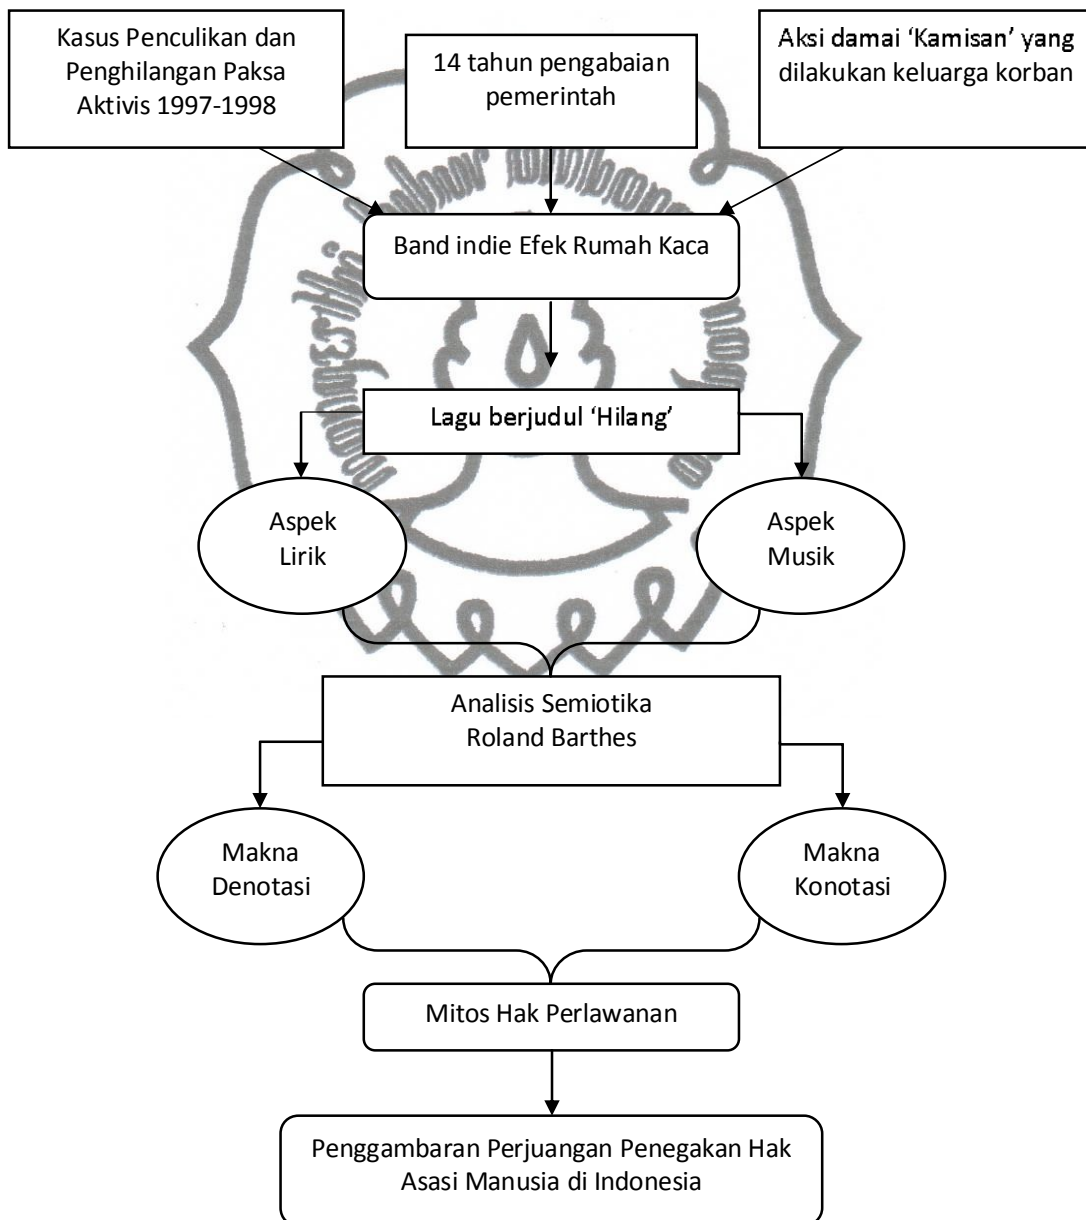 Kasus Penculikan dan
Penghilangan Paksa
Aktivis 1997-1998
14 tahun pengabaian
pemerintah
Aksi damai ‘Kamisan’ yang
dilakukan keluarga korban
Band indie Efek Rumah Kaca
Lagu berjudul ‘Hilang’
Aspek
Lirik
Aspek
Musik
Analisis Semiotika
Roland Barthes
Makna
Denotasi
Makna
Konotasi
Mitos Hak Perlawanan
Penggambaran Perjuangan Penegakan Hak
Asasi Manusia di Indonesia